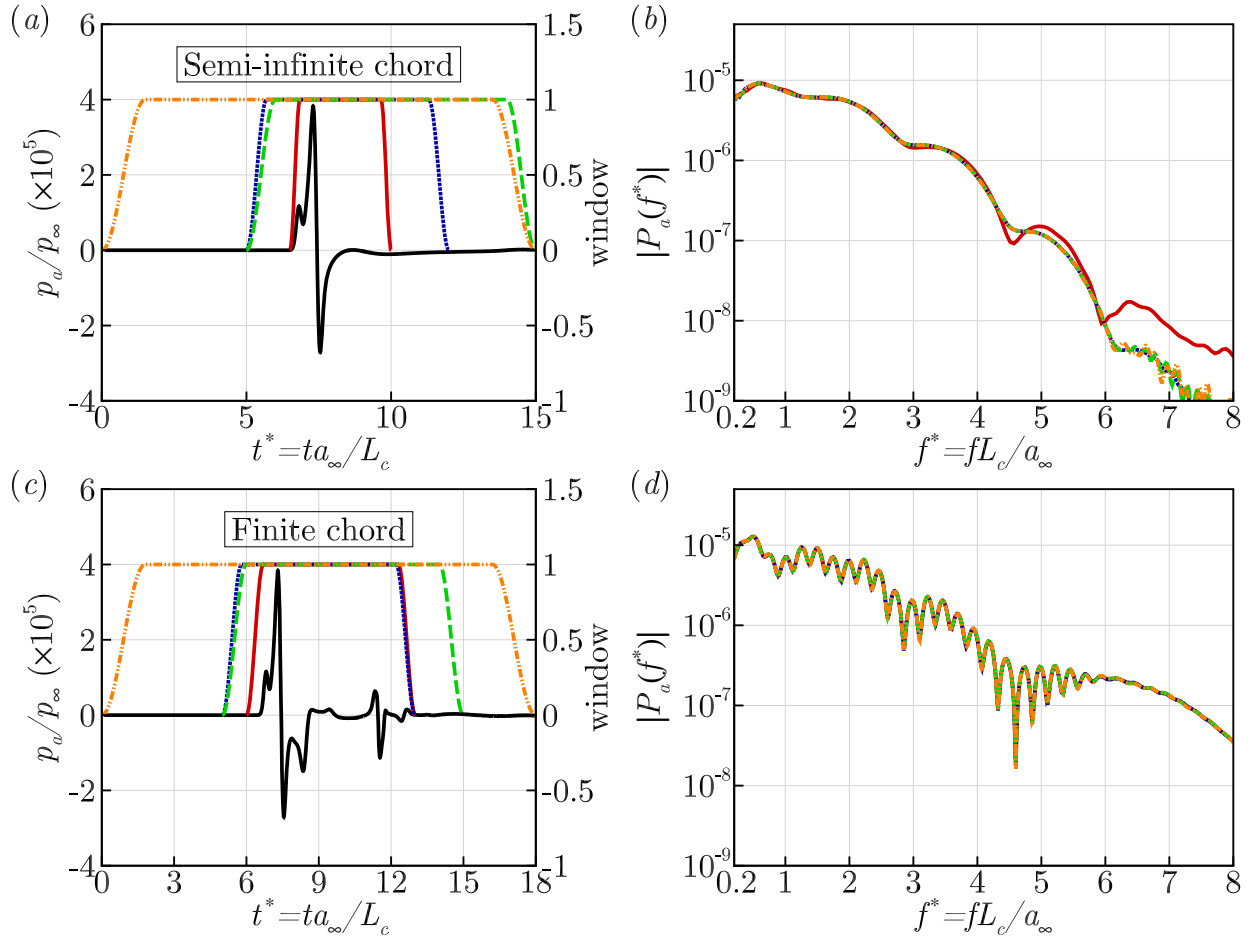 (a)
Semi-infinite chord
6
4
2
0
-2
-4
p_a/p_∞ (×10^5)
1.5
1
0.5
0
-0.5
-1
window
0 5 10 15
t^*=ta_∞/L_c
(b)
10^-5
10^-6
10^-7
10^-8
10^-9
|P_a(f^*)|
0.2 1 2 3 4 5 6 7 8
f^*=fL_c/a_∞
(c)
Finite chord
6
4
2
0
-2
-4
p_a/p_∞ (×10^5)
1.5
1
0.5
0
-0.5
-1
window
0 3 6 9 12 15 18
t^*=ta_∞/L_c
(d)
10^-5
10^-6
10^-7
10^-8
10^-9
|P_a(f^*)|
0.2 1 2 3 4 5 6 7 8
f^*=fL_c/a_∞